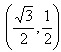 (√3/2, 1/2)